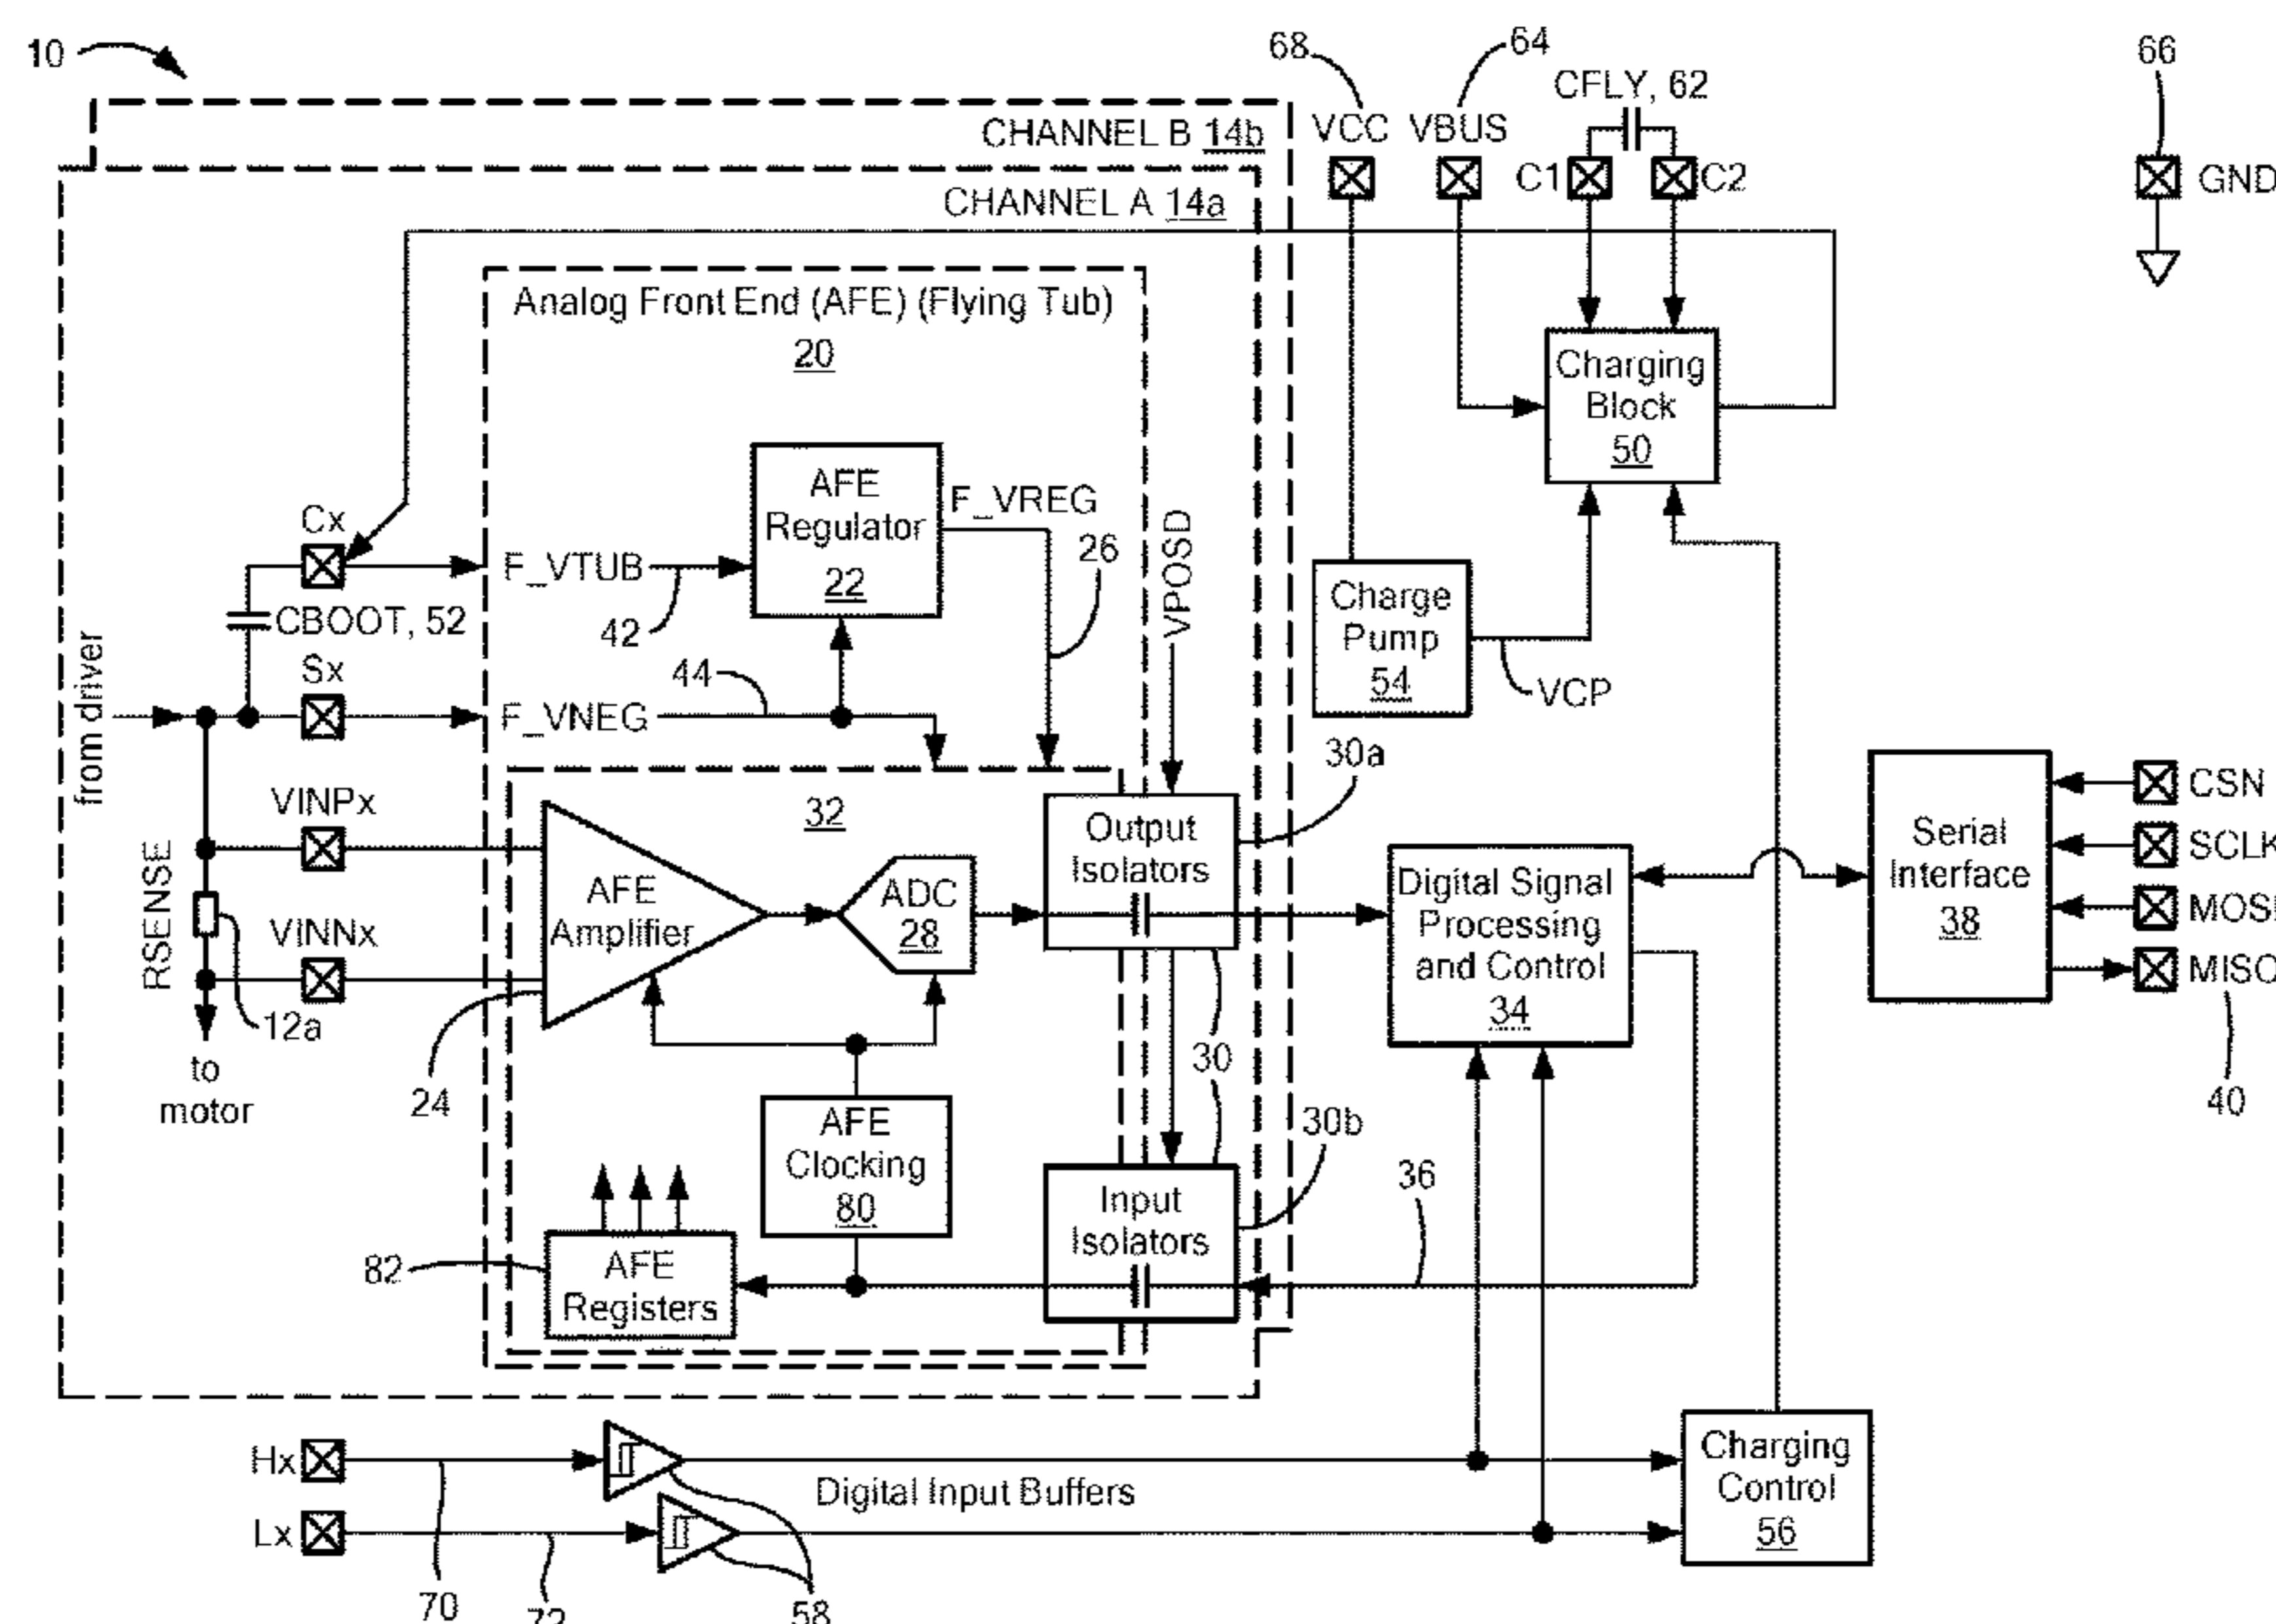 10
68
64
66
CFLY, 62
CHANNEL B 14b
VCC
VBUS
C1
C2
GND
CHANNEL A 14a
Analog Front End (AFE) (Flying Tub)
20
Charging
Block
50
AFE
Regulator
22
F_VREG
26
VPOSD
Cx
F_VTUB
42
CBOOT, 52
Charge
Pump
54
VCP
from driver
Sx
44
F_VNEG
30a
VINPx
32
Output
Isolators
CSN
SCLK
MOSI
MISO
Serial
Interface
38
AFE
Amplifier
ADC
28
Digital Signal
Processing
and Control
34
RSENSE
VINNx
12a
to
motor
24
30
40
AFE
Clocking
80
30b
36
Input
Isolators
82
AFE
Registers
Hx
Digital Input Buffers
Lx
Charging
Control
56
70
72
58